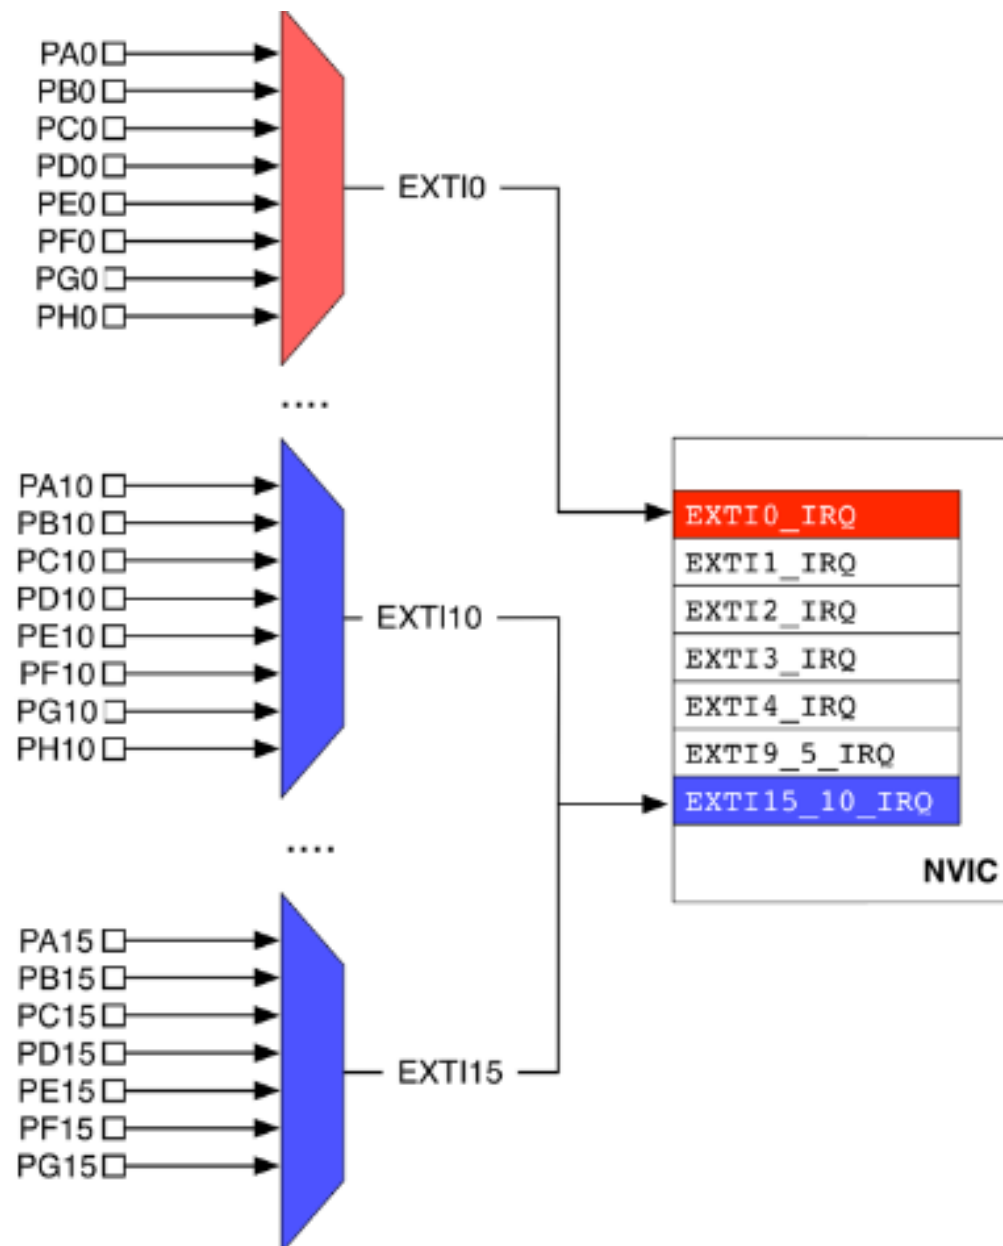 PA0
PB0
PC0
PD0
PE0
PF0
PG0
PH0
EXTI0
....
PA10
PB10
PC10
PD10
PE10
PF10
PG10
PH10
EXTI10
....
PA15
PB15
PC15
PD15
PE15
PF15
PG15
EXTI15
EXTI0_IRQ
EXTI1_IRQ
EXTI2_IRQ
EXTI3_IRQ
EXTI4_IRQ
EXTI9_5_IRQ
EXTI15_10_IRQ
NVIC